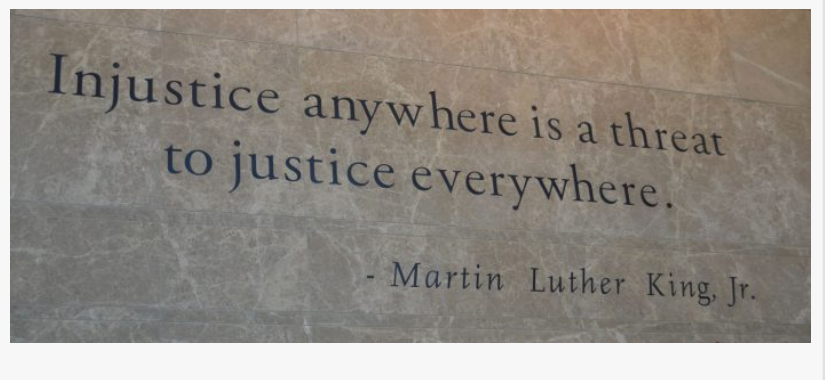 Injustice anywhere is a threat
to justice everywhere.
- Martin Luther King, Jr.